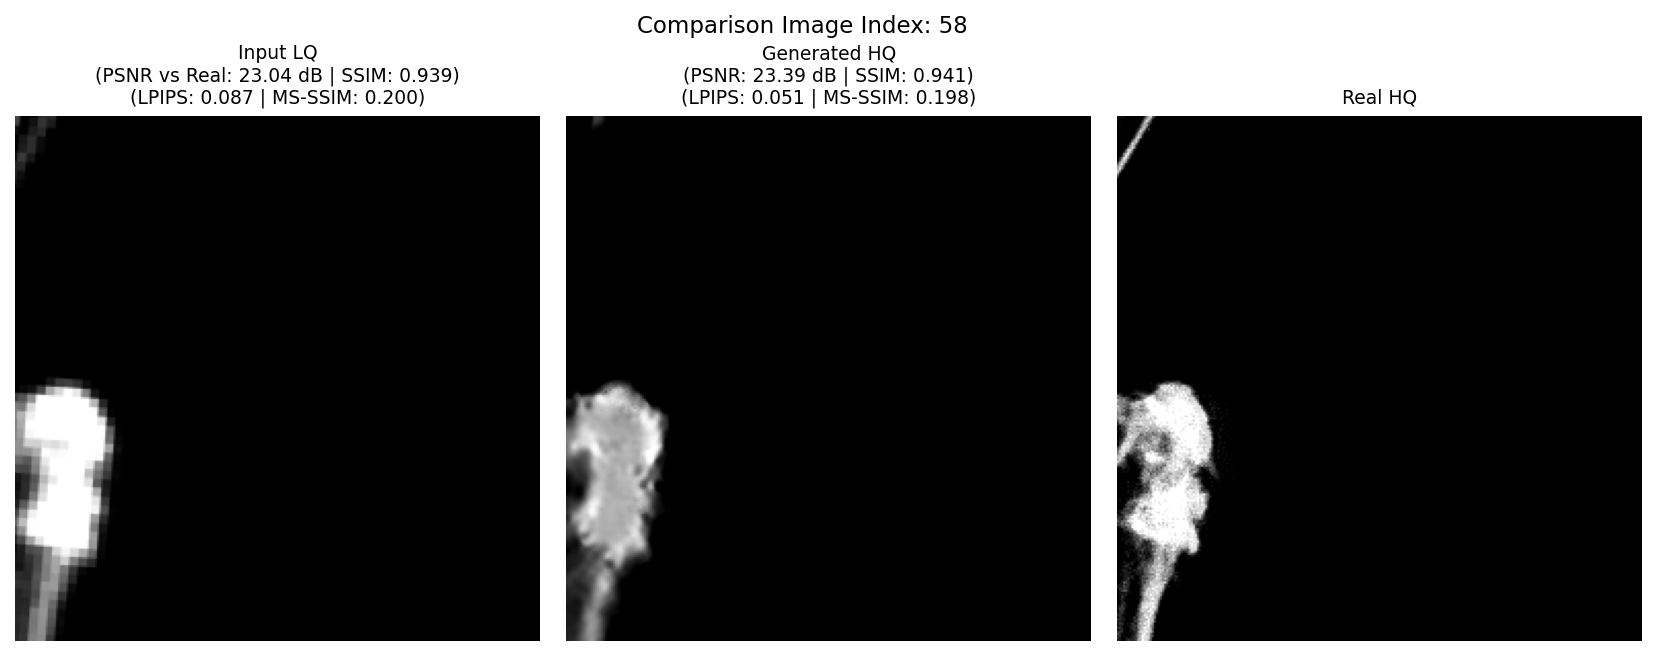 Comparison Image Index: 58
Input LQ
(PSNR vs Real: 23.04 dB | SSIM: 0.939)
(LPIPS: 0.087 | MS-SSIM: 0.200)
Generated HQ
(PSNR: 23.39 dB | SSIM: 0.941)
(LPIPS: 0.051 | MS-SSIM: 0.198)
Real HQ